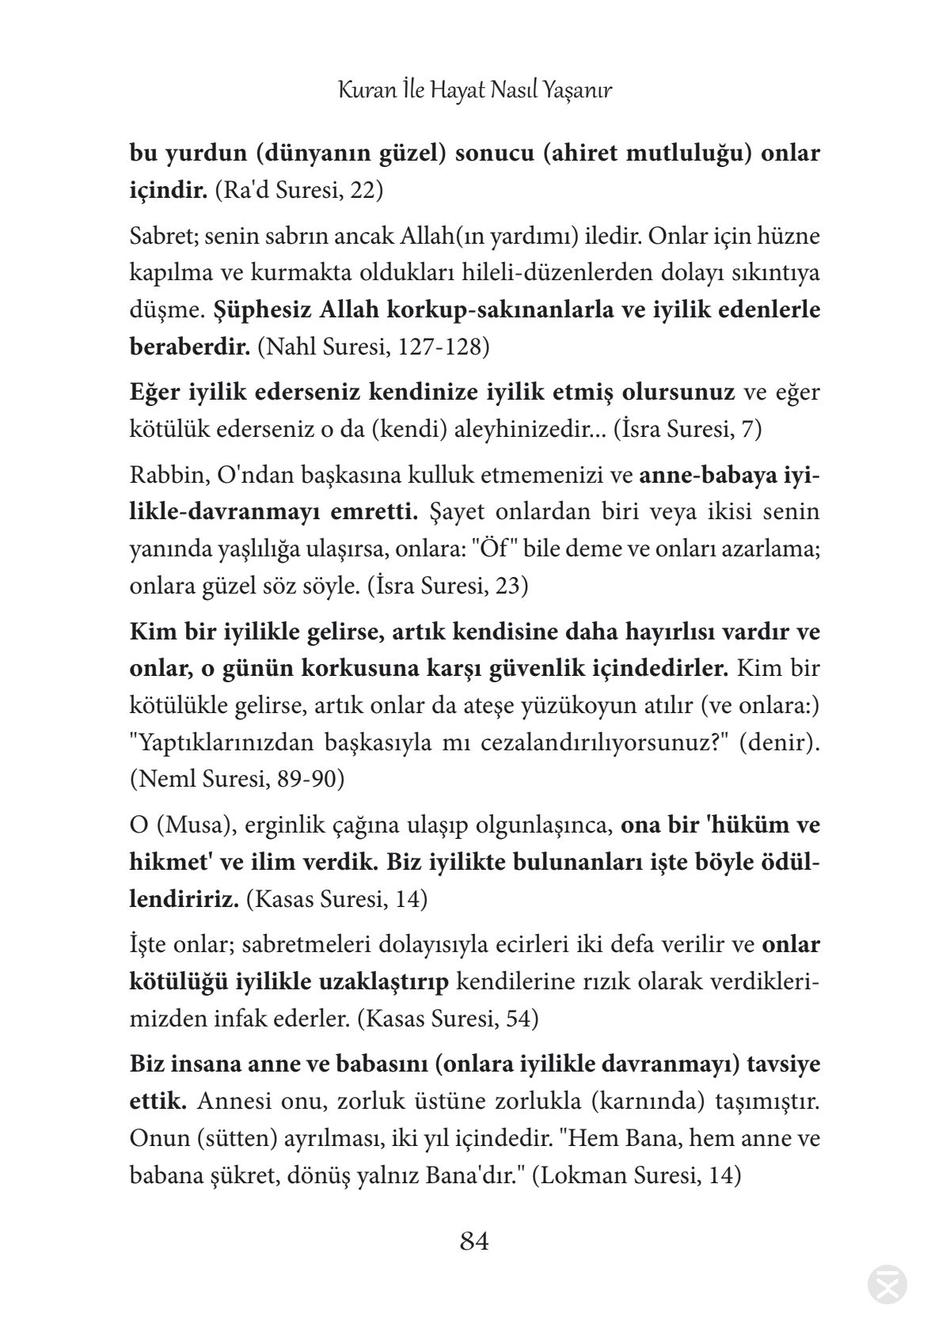 Kuran İle Hayat Nasıl Yaşanır
bu yurdun (dünyanın güzel) sonucu (ahiret mutluluğu) onlar
içindir. (Ra'd Suresi, 22)
Sabret; senin sabrın ancak Allah(ın yardımı) iledir. Onlar için hüzne
kapılma ve kurmakta oldukları hileli-düzenlerden dolayı sıkıntıya
düşme. Şüphesiz Allah korkup-sakınanlarla ve iyilik edenlerle
beraberdir. (Nahl Suresi, 127-128)
Eğer iyilik ederseniz kendinize iyilik etmiş olursunuz ve eğer
kötülük ederseniz o da (kendi) aleyhinizedir... (İsra Suresi, 7)
Rabbin, O'ndan başkasına kulluk etmemenizi ve anne-babaya iyi-
likle-davranmayı emretti. Şayet onlardan biri veya ikisi senin
yanında yaşlılığa ulaşırsa, onlara: "Öf" bile deme ve onları azarlama;
onlara güzel söz söyle. (İsra Suresi, 23)
Kim bir iyilikle gelirse, artık kendisine daha hayırlısı vardır ve
onlar, o günün korkusuna karşı güvenlik içindedirler. Kim bir
kötülükle gelirse, artık onlar da ateşe yüzükoyun atılır (ve onlara:)
"Yaptıklarınızdan başkasıyla mı cezalandırılıyorsunuz?" (denir).
(Neml Suresi, 89-90)
O (Musa), erginlik çağına ulaşıp olgunlaşınca, ona bir 'hüküm ve
hikmet' ve ilim verdik. Biz iyilikte bulunanları işte böyle ödül-
lendiririz. (Kasas Suresi, 14)
İşte onlar; sabretmeleri dolayısıyla ecirleri iki defa verilir ve onlar
kötülüğü iyilikle uzaklaştırıp kendilerine rızık olarak verdikleri-
mizden infak ederler. (Kasas Suresi, 54)
Biz insana anne ve babasını (onlara iyilikle davranmayı) tavsiye
ettik. Annesi onu, zorluk üstüne zorlukla (karnında) taşımıştır.
Onun (sütten) ayrılması, iki yıl içindedir. "Hem Bana, hem anne ve
babana şükret, dönüş yalnız Bana'dır." (Lokman Suresi, 14)
84